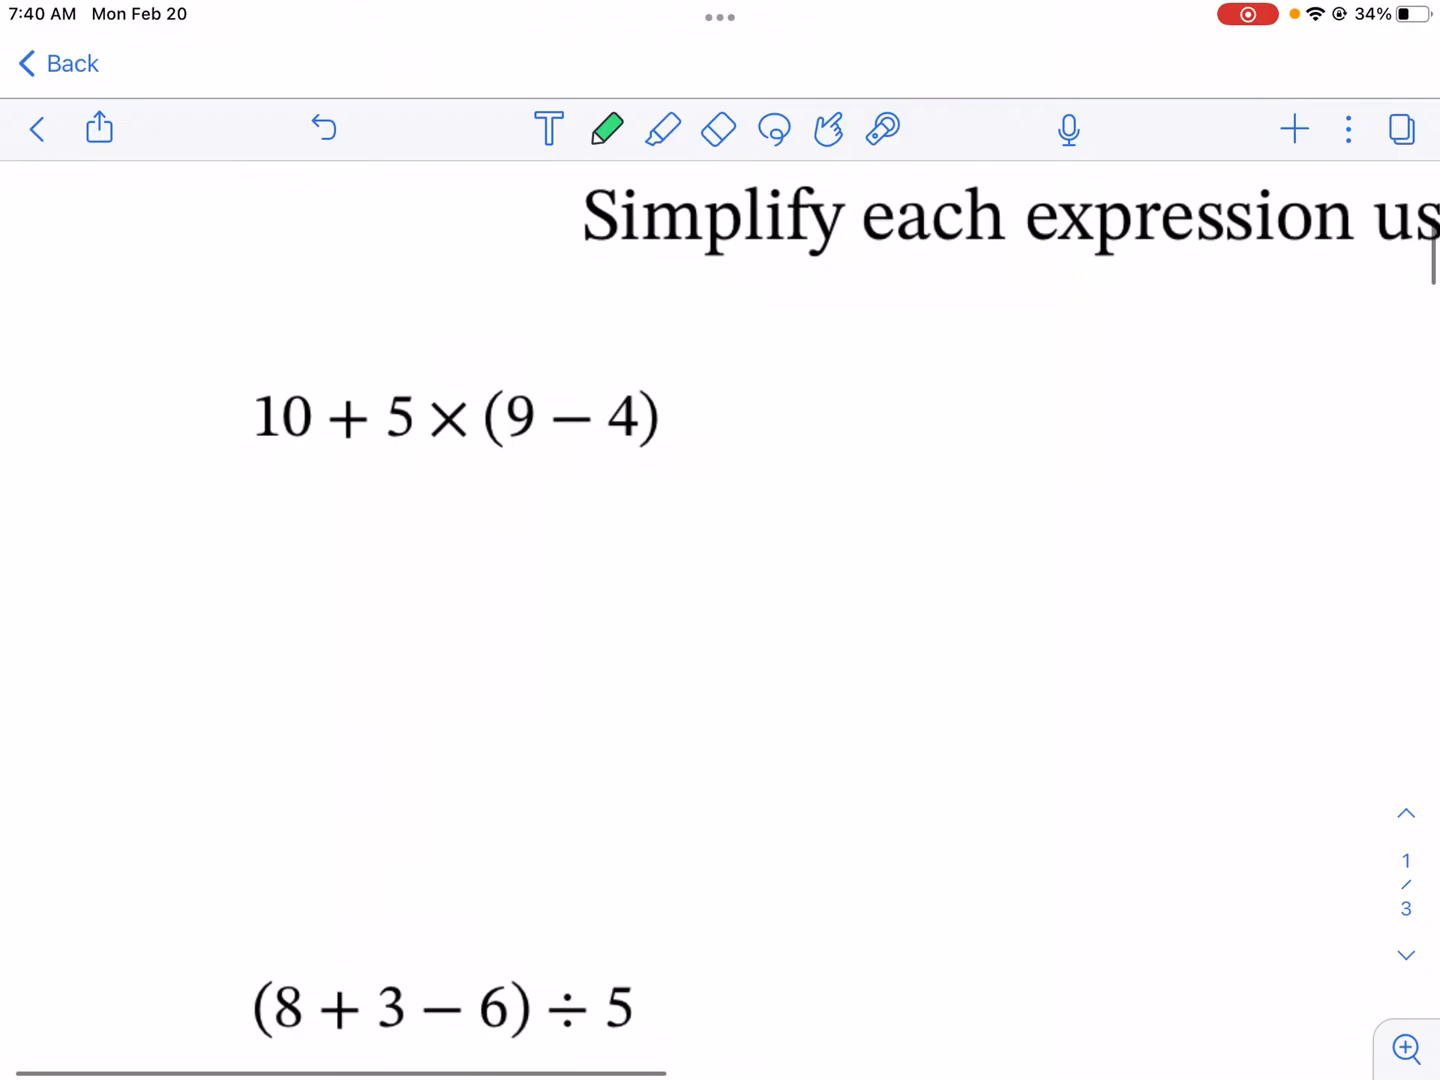 7:40 AM Mon Feb 20
34%
Back
T
Simplify each expression us
10 + 5 × (9 − 4)
1
/
3
(8 + 3 − 6) ÷ 5